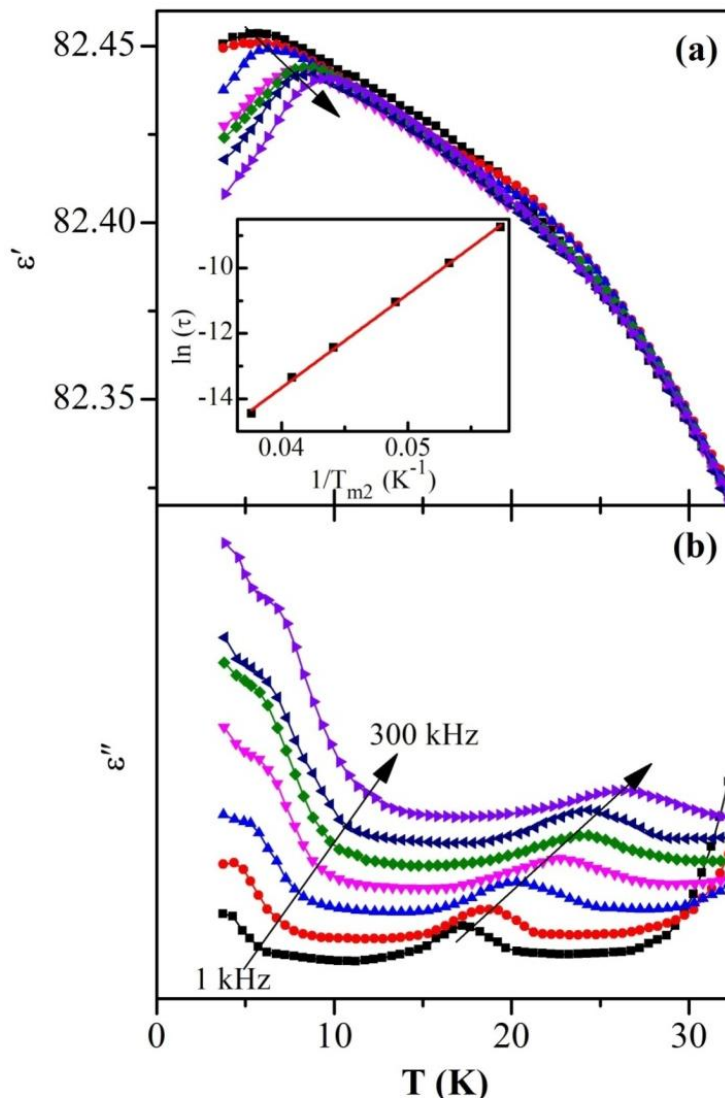 (a)
82.45
82.40
82.35
ε′
-10
-12
-14
ln (τ)
0.04 0.05
1/Tm2 (K-1)
(b)
ε″
300 kHz
1 kHz
0 10 20 30
T (K)